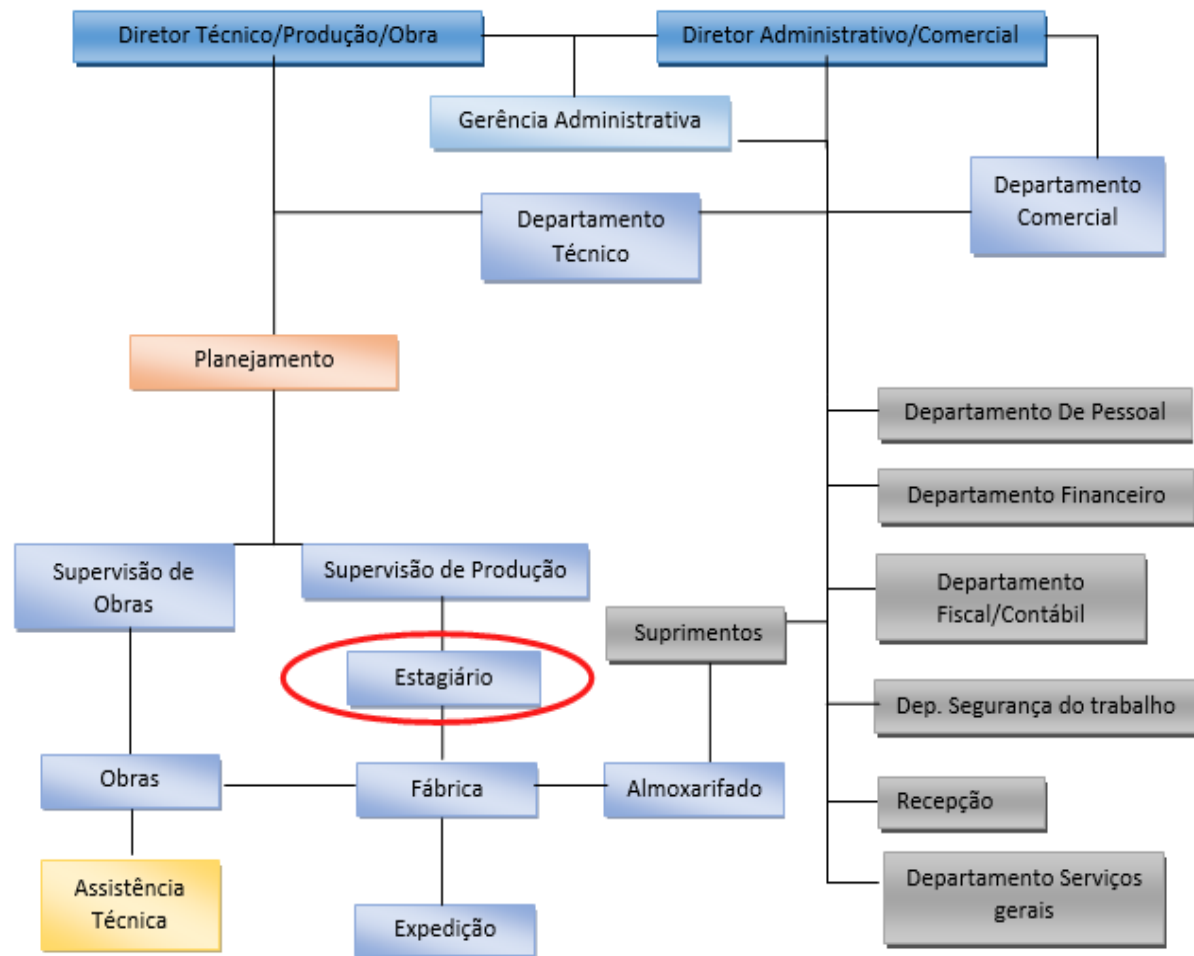 Diretor Técnico/Produção/Obra
Diretor Administrativo/Comercial
Gerência Administrativa
Departamento
Comercial
Departamento
Técnico
Planejamento
Departamento De Pessoal
Departamento Financeiro
Supervisão de
Obras
Supervisão de Produção
Departamento
Fiscal/Contábil
Suprimentos
Estagiário
Dep. Segurança do trabalho
Obras
Fábrica
Almoxarifado
Recepção
Assistência
Técnica
Expedição
Departamento Serviços
gerais